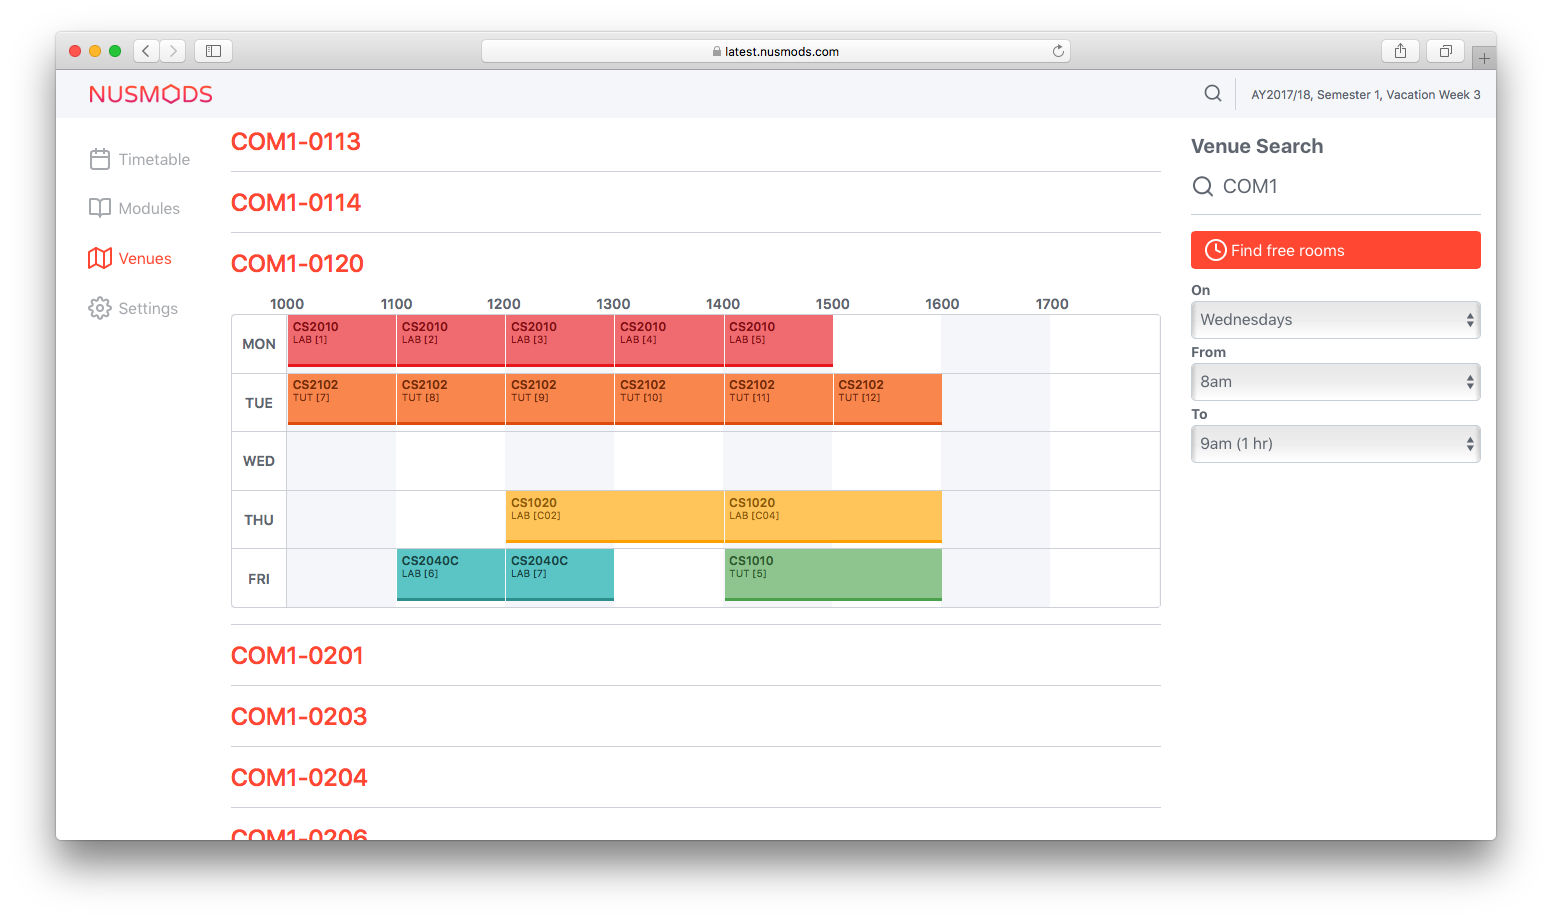 latest.nusmods.com
NUSMODS
AY2017/18, Semester 1, Vacation Week 3
Timetable
Modules
Venues
Settings
COM1-0113
COM1-0114
COM1-0120
1000 1100 1200 1300 1400 1500 1600 1700
MON
CS2010 CS2010 CS2010 CS2010 CS2010
LAB [1] LAB [2] LAB [3] LAB [4] LAB [5]
TUE
CS2102 CS2102 CS2102 CS2102 CS2102 CS2102
TUT [7] TUT [8] TUT [9] TUT [10] TUT [11] TUT [12]
WED
THU
CS1020 CS1020
LAB [C02] LAB [C04]
FRI
CS2040C CS2040C CS1010
LAB [6] LAB [7] TUT [5]
COM1-0201
COM1-0203
COM1-0204
COM1-0206
Venue Search
COM1
Find free rooms
On
Wednesdays
From
8am
To
9am (1 hr)